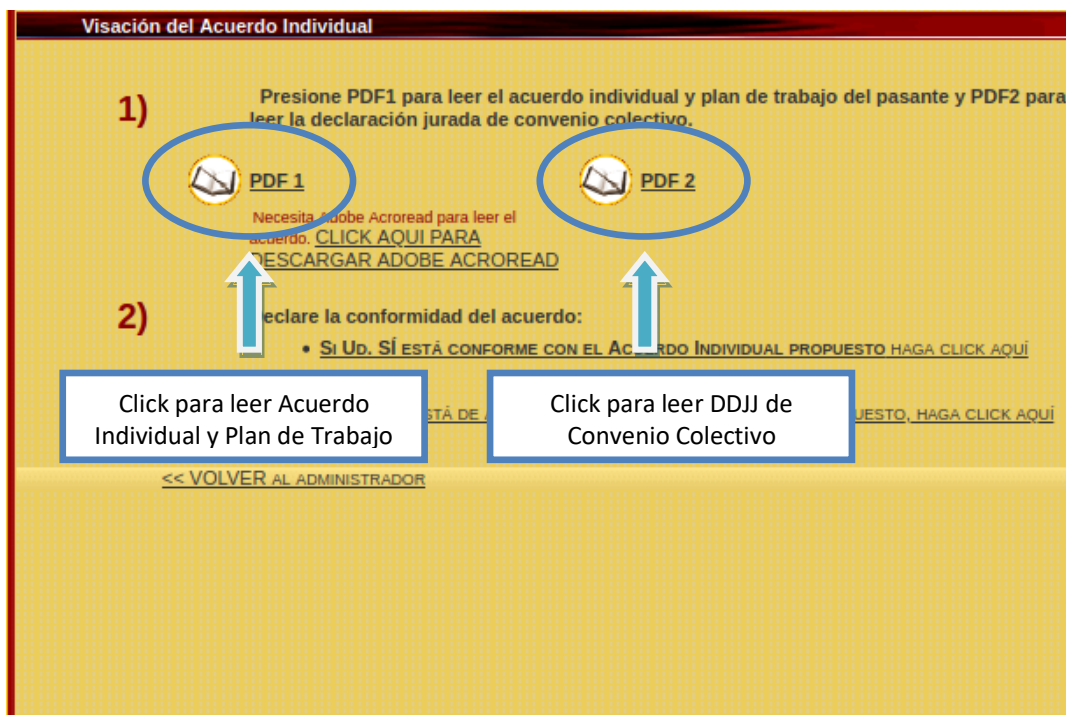 Visación del Acuerdo Individual
1) Presione PDF1 para leer el acuerdo individual y plan de trabajo del pasante y PDF2 para
leer la declaración jurada de convenio colectivo.
PDF 1
PDF 2
Necesita Adobe Acroread para leer el
acuerdo. CLICK AQUI PARA
DESCARGAR ADOBE ACROREAD
2) Declare la conformidad del acuerdo:
• SI UD. SÍ ESTÁ CONFORME CON EL ACUERDO INDIVIDUAL PROPUESTO HAGA CLICK AQUÍ
Click para leer Acuerdo
Individual y Plan de Trabajo
Click para leer DDJJ de
Convenio Colectivo
HAGA CLICK AQUÍ
<< VOLVER AL ADMINISTRADOR